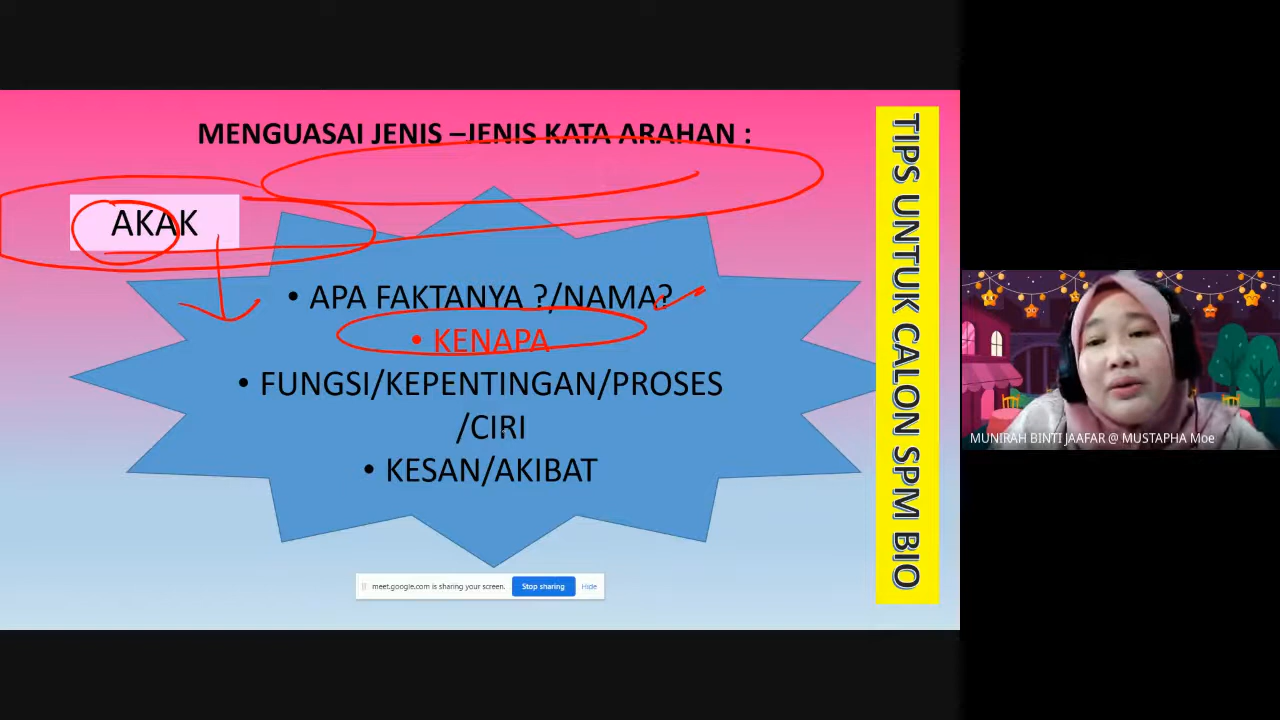 MENGUASAI JENIS –JENIS KATA ARAHAN :
AKAK
• APA FAKTANYA ?/NAMA?
• KENAPA
• FUNGSI/KEPENTINGAN/PROSES
/CIRI
• KESAN/AKIBAT
TIPS UNTUK CALON SPM BIO
meet.google.com is sharing your screen. Stop sharing Hide
MUNIRAH BINTI JAAFAR @ MUSTAPHA Moe